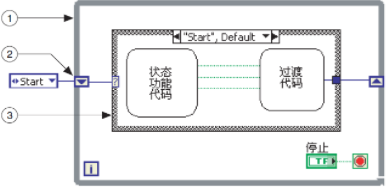 1
"Start", Default
2
状态
功能
代码
过渡
代码
Start
?
3
停止
TF
i